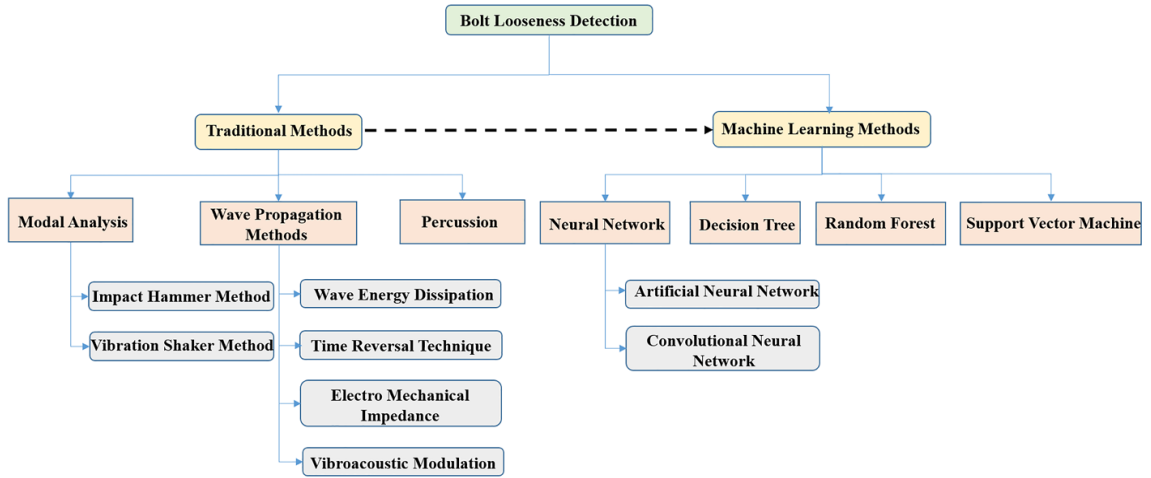 Bolt Looseness Detection
Traditional Methods
Machine Learning Methods
Modal Analysis
Wave Propagation
Methods
Percussion
Neural Network
Decision Tree
Random Forest
Support Vector Machine
Impact Hammer Method
Vibration Shaker Method
Wave Energy Dissipation
Time Reversal Technique
Electro Mechanical
Impedance
Vibroacoustic Modulation
Artificial Neural Network
Convolutional Neural
Network